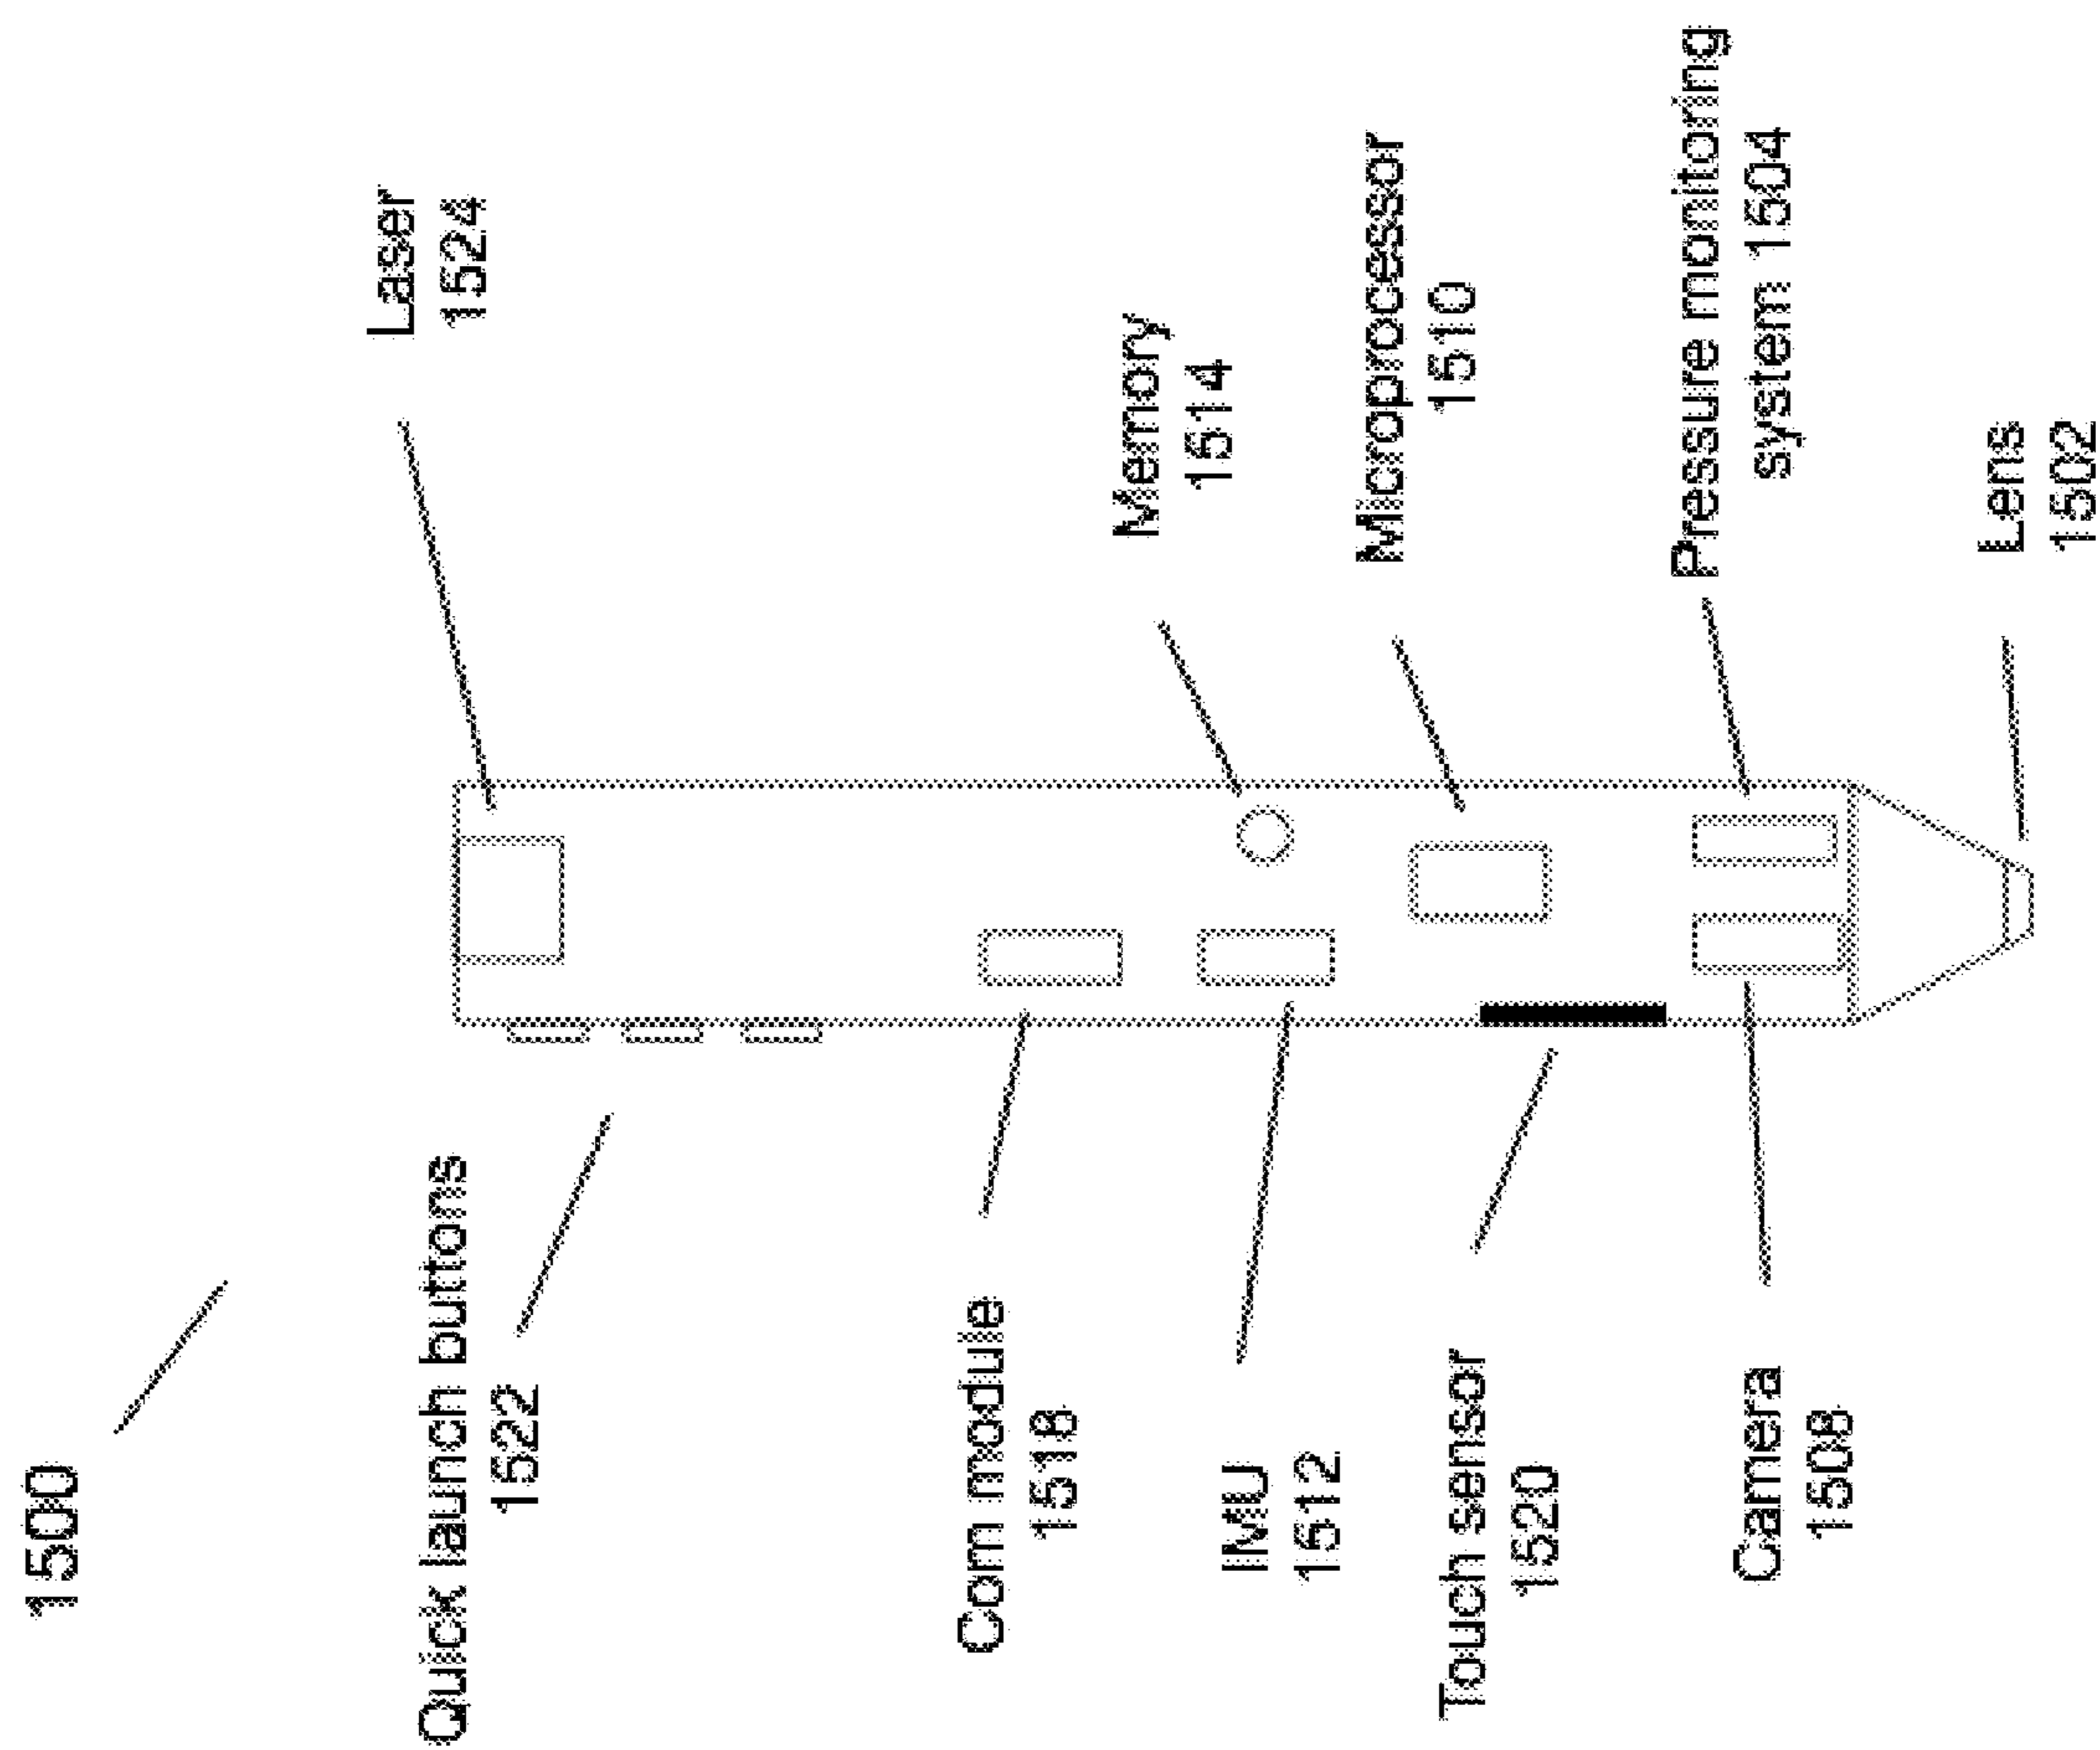 1500
Quick launch buttons
1522
Laser
1524
Com module
1518
Memory
1514
IMU
1512
Microprocessor
1510
Touch sensor
1520
Pressure monitoring
system 1504
Camera
1508
Lens
1502